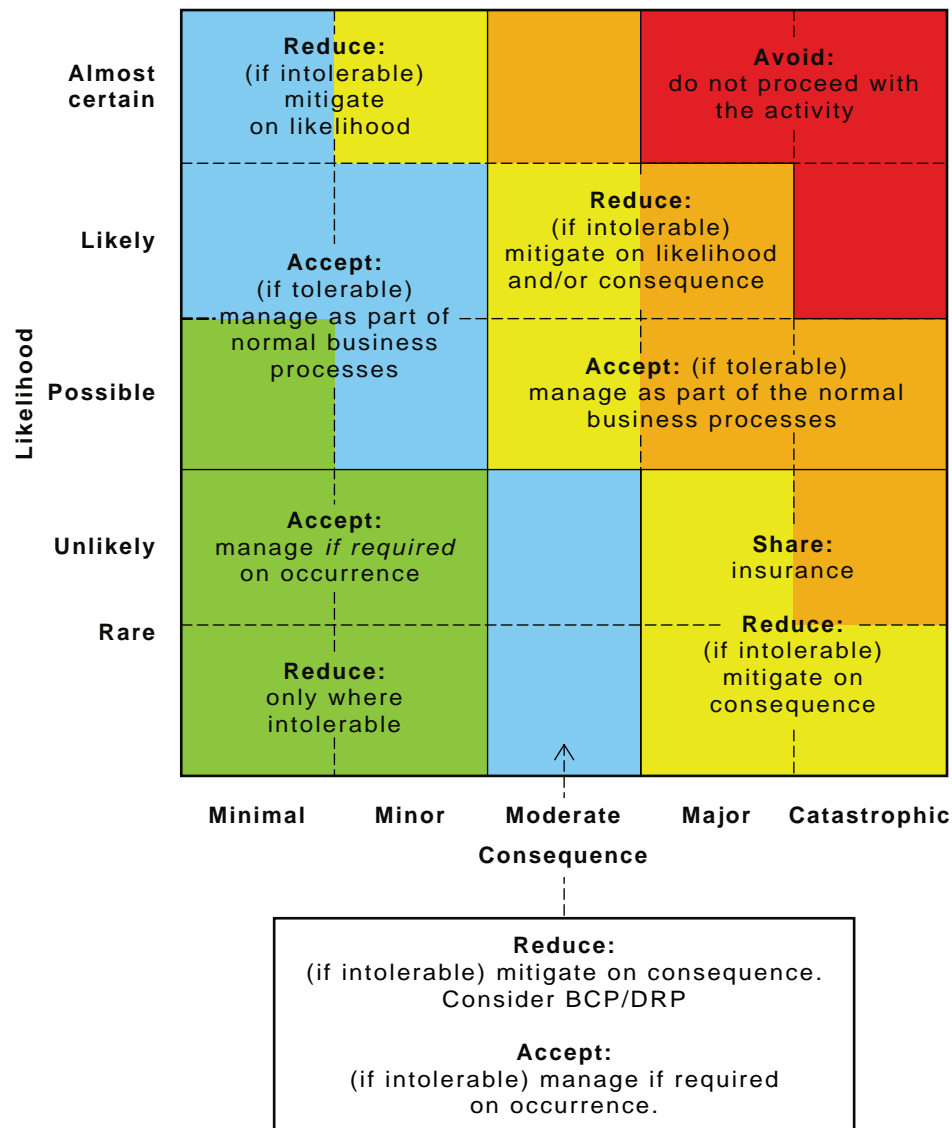 Almost
certain
Reduce:
(if intolerable)
mitigate
on likelihood
Avoid:
do not proceed with
the activity
Likely
Reduce:
(if intolerable)
mitigate on likelihood
and/or consequence
Accept:
(if tolerable)
manage as part of
normal business
processes
Likelihood
Possible
Accept: (if tolerable)
manage as part of the normal
business processes
Unlikely
Accept:
manage if required
on occurrence
Share:
insurance
Rare
Reduce:
only where
intolerable
Reduce:
(if intolerable)
mitigate on
consequence
Minimal Minor Moderate Major Catastrophic
Consequence
Reduce:
(if intolerable) mitigate on consequence.
Consider BCP/DRP
Accept:
(if intolerable) manage if required
on occurrence.